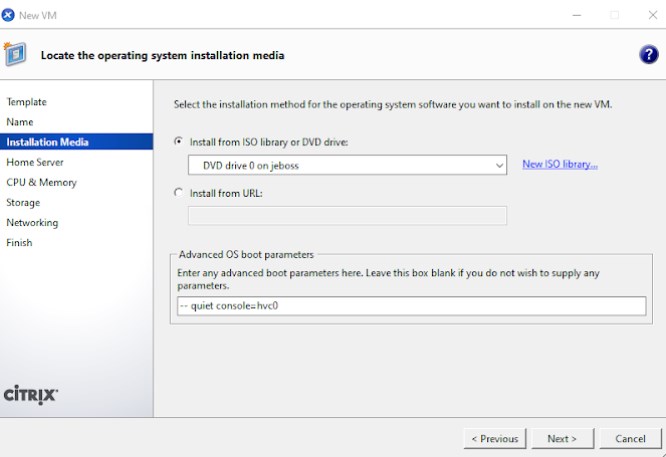 New VM
Locate the operating system installation media
?
Template
Name
Installation Media
Home Server
CPU & Memory
Storage
Networking
Finish
Select the installation method for the operating system software you want to install on the new VM.
Install from ISO library or DVD drive:
DVD drive 0 on jeboss
New ISO library...
Install from URL:
Advanced OS boot parameters
Enter any advanced boot parameters here. Leave this box blank if you do not wish to supply any
parameters.
-- quiet console=hvc0
CİTRIX
< Previous
Next >
Cancel